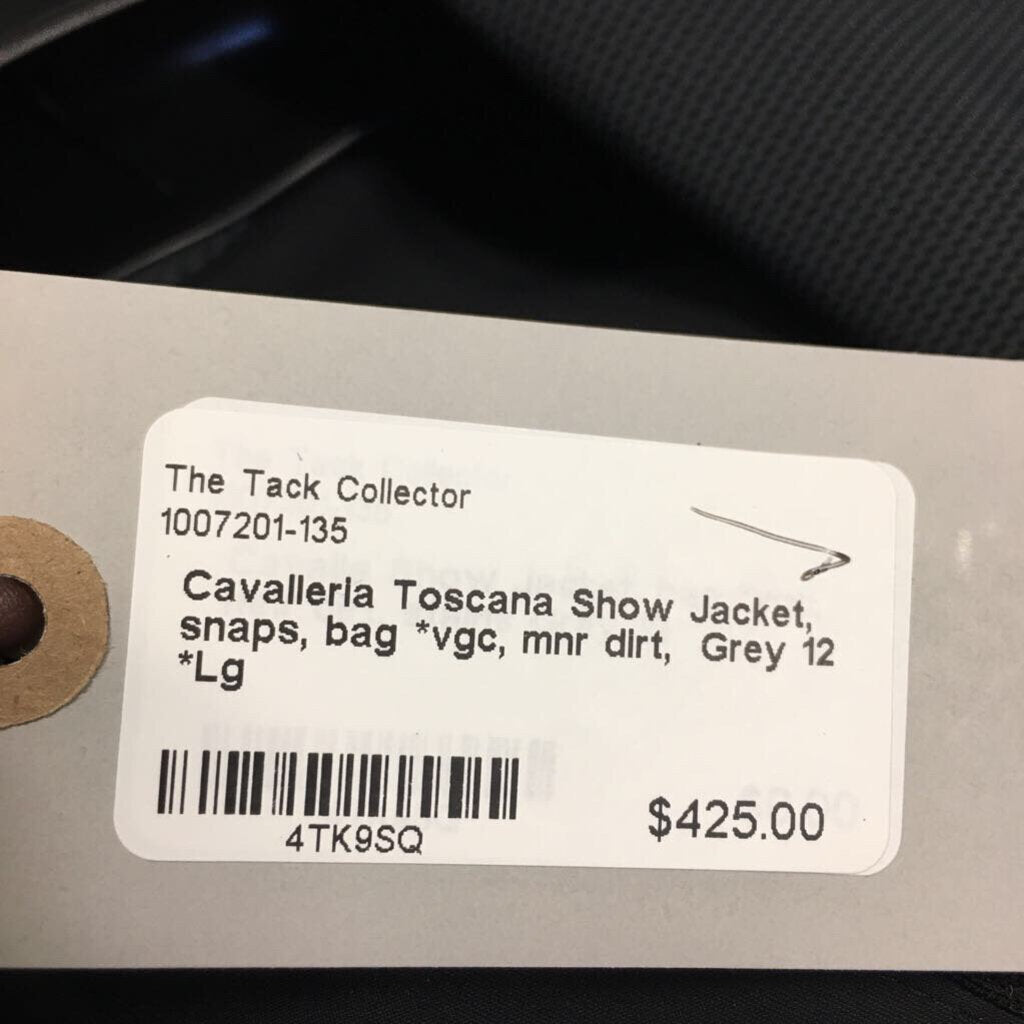 The Tack Collector
1007201-135
Cavalleria Toscana Show Jacket,
snaps, bag *vgc, mnr dirt, Grey 12
*Lg
4TK9SQ
$425.00